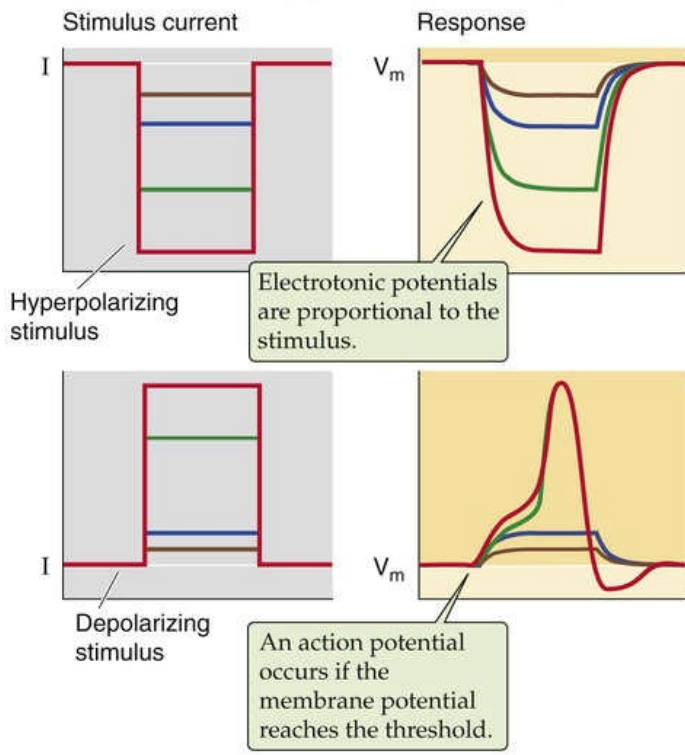 Stimulus current
Response
I
Vm
Hyperpolarizing
stimulus
Electrotonic potentials
are proportional to the
stimulus.
I
Vm
Depolarizing
stimulus
An action potential
occurs if the
membrane potential
reaches the threshold.